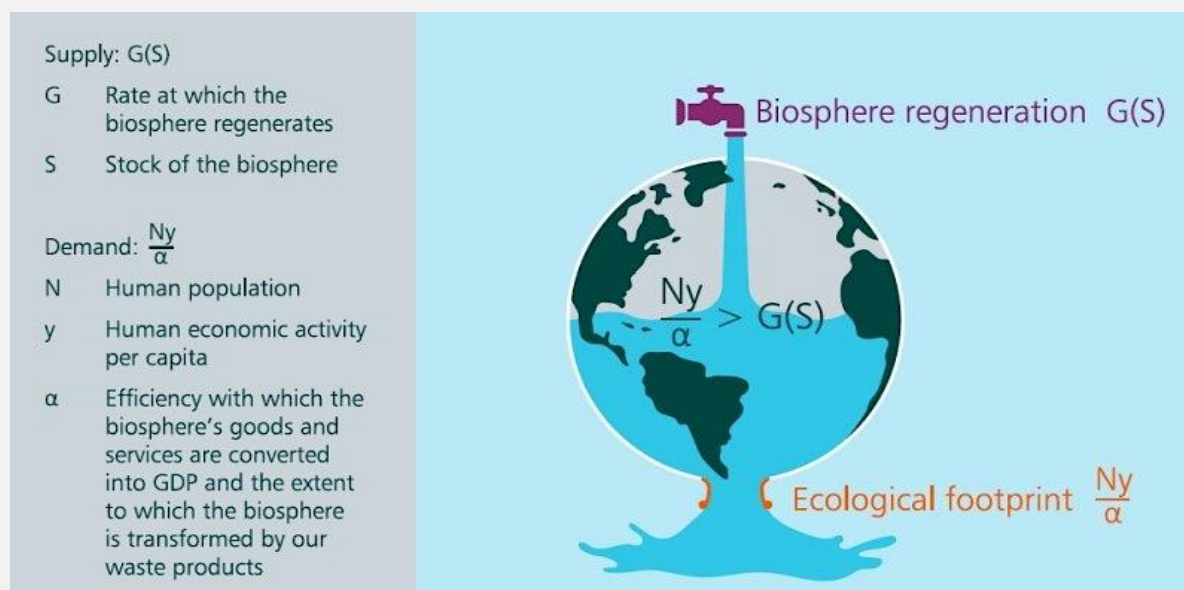 Supply: G(S)
G Rate at which the
biosphere regenerates
S Stock of the biosphere
Demand: Ny/α
N Human population
y Human economic activity
per capita
α Efficiency with which the
biosphere’s goods and
services are converted
into GDP and the extent
to which the biosphere
is transformed by our
waste products
Biosphere regeneration G(S)
Ny/α > G(S)
Ecological footprint Ny/α